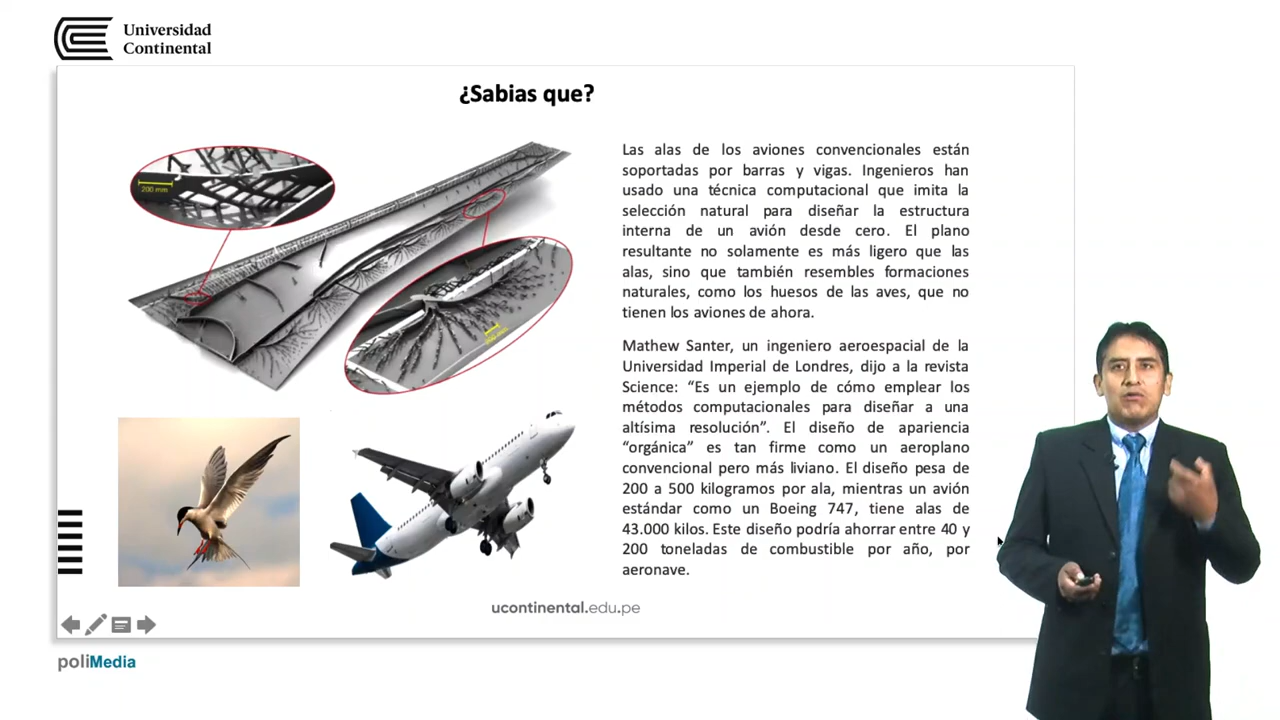 Universidad
Continental
¿Sabias que?
200 mm
Las alas de los aviones convencionales están
soportadas por barras y vigas. Ingenieros han
usado una técnica computacional que imita la
selección natural para diseñar la estructura
interna de un avión desde cero. El plano
resultante no solamente es más ligero que las
alas, sino que también resembles formaciones
naturales, como los huesos de las aves, que no
tienen los aviones de ahora.
Mathew Santer, un ingeniero aeroespacial de la
Universidad Imperial de Londres, dijo a la revista
Science: “Es un ejemplo de cómo emplear los
métodos computacionales para diseñar a una
altísima resolución”. El diseño de apariencia
“orgánica” es tan firme como un aeroplano
convencional pero más liviano. El diseño pesa de
200 a 500 kilogramos por ala, mientras un avión
estándar como un Boeing 747, tiene alas de
43.000 kilos. Este diseño podría ahorrar entre 40 y
200 toneladas de combustible por año, por
aeronave.
ucontinental.edu.pe
poliMedia